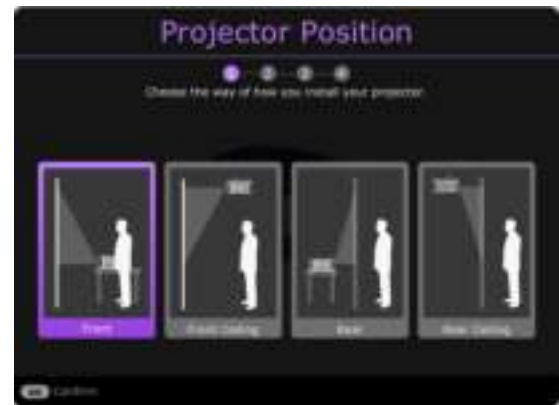 Projector Position
1 2 3 4
Choose the way of how you install your projector.
Front
Front Ceiling
Rear
Rear Ceiling
OK Confirm